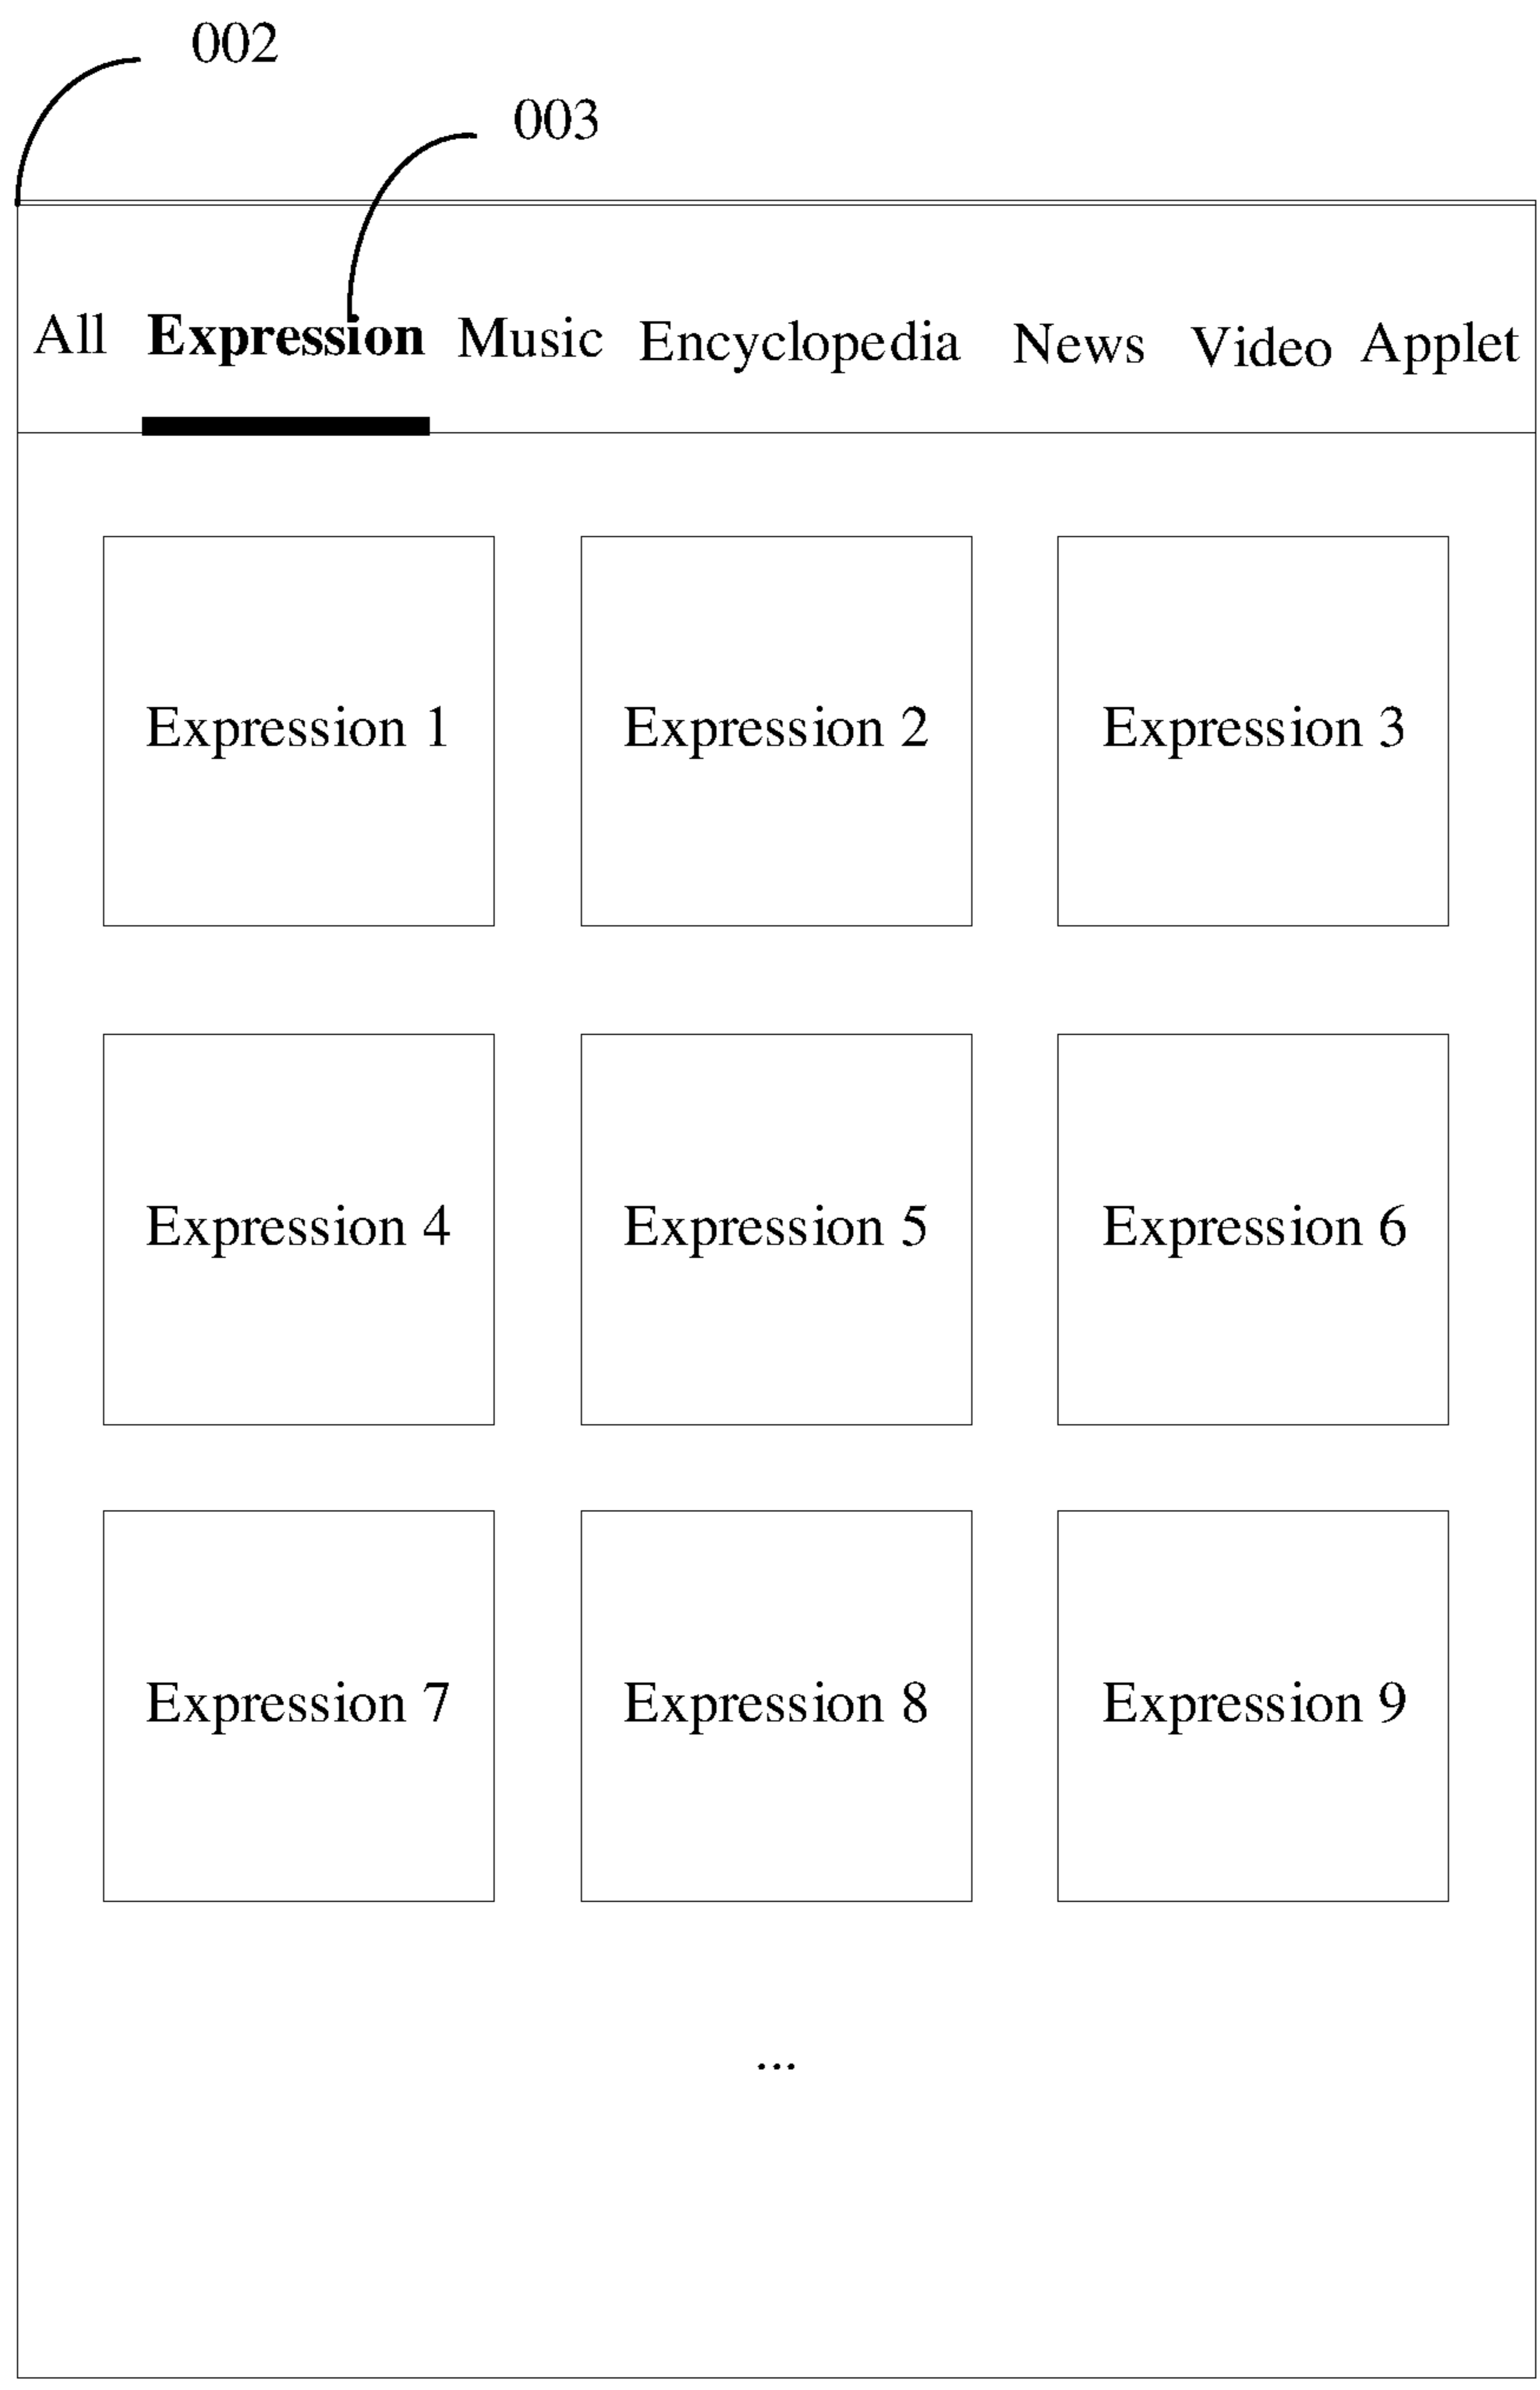 002
003
All Expression Music Encyclopedia News Video Applet
Expression 1 Expression 2 Expression 3
Expression 4 Expression 5 Expression 6
Expression 7 Expression 8 Expression 9
...